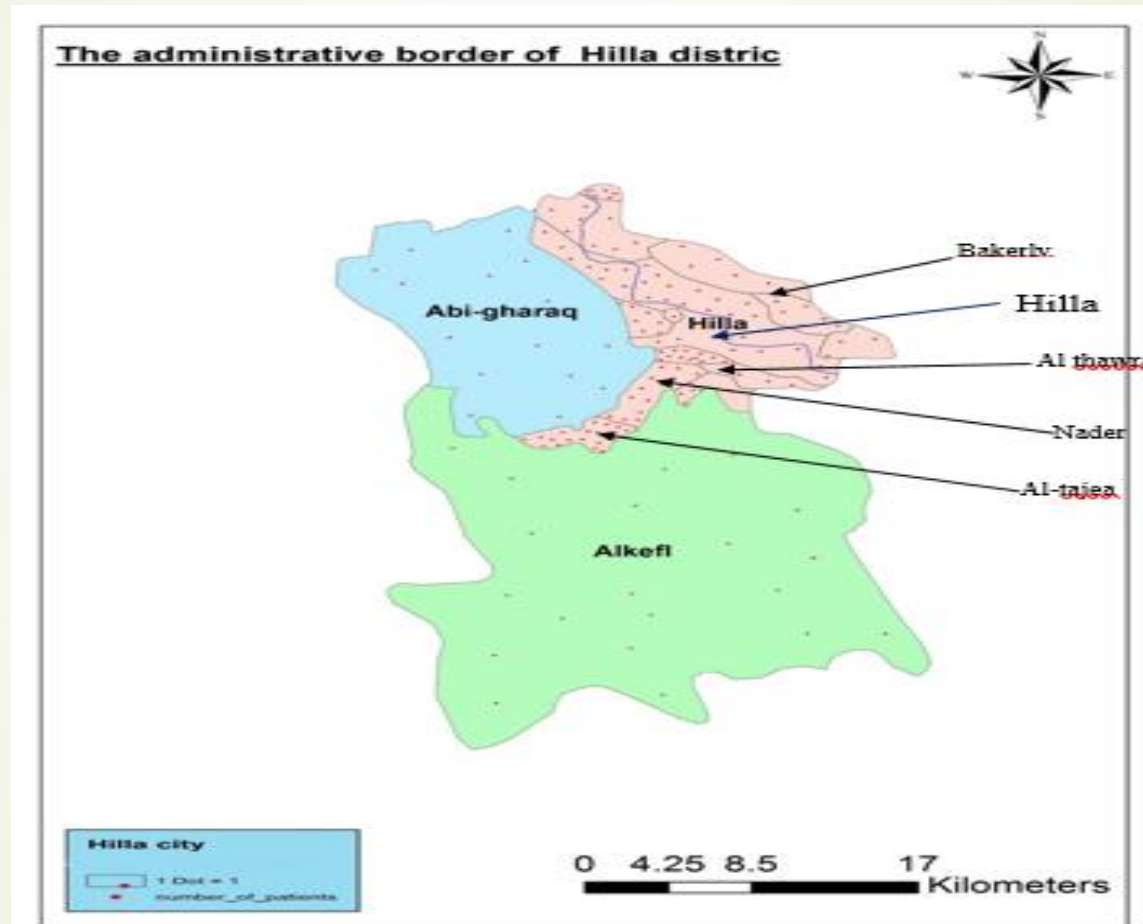 The administrative border of Hilla distric
N
W
E
S
Bakerly
Hilla
Abi-gharaq
Hilla
Al thawra
Nader
Al-tajea
Alkefl
Hilla city
1 Dot = 1
number_of_patients
0 4.25 8.5 17
Kilometers